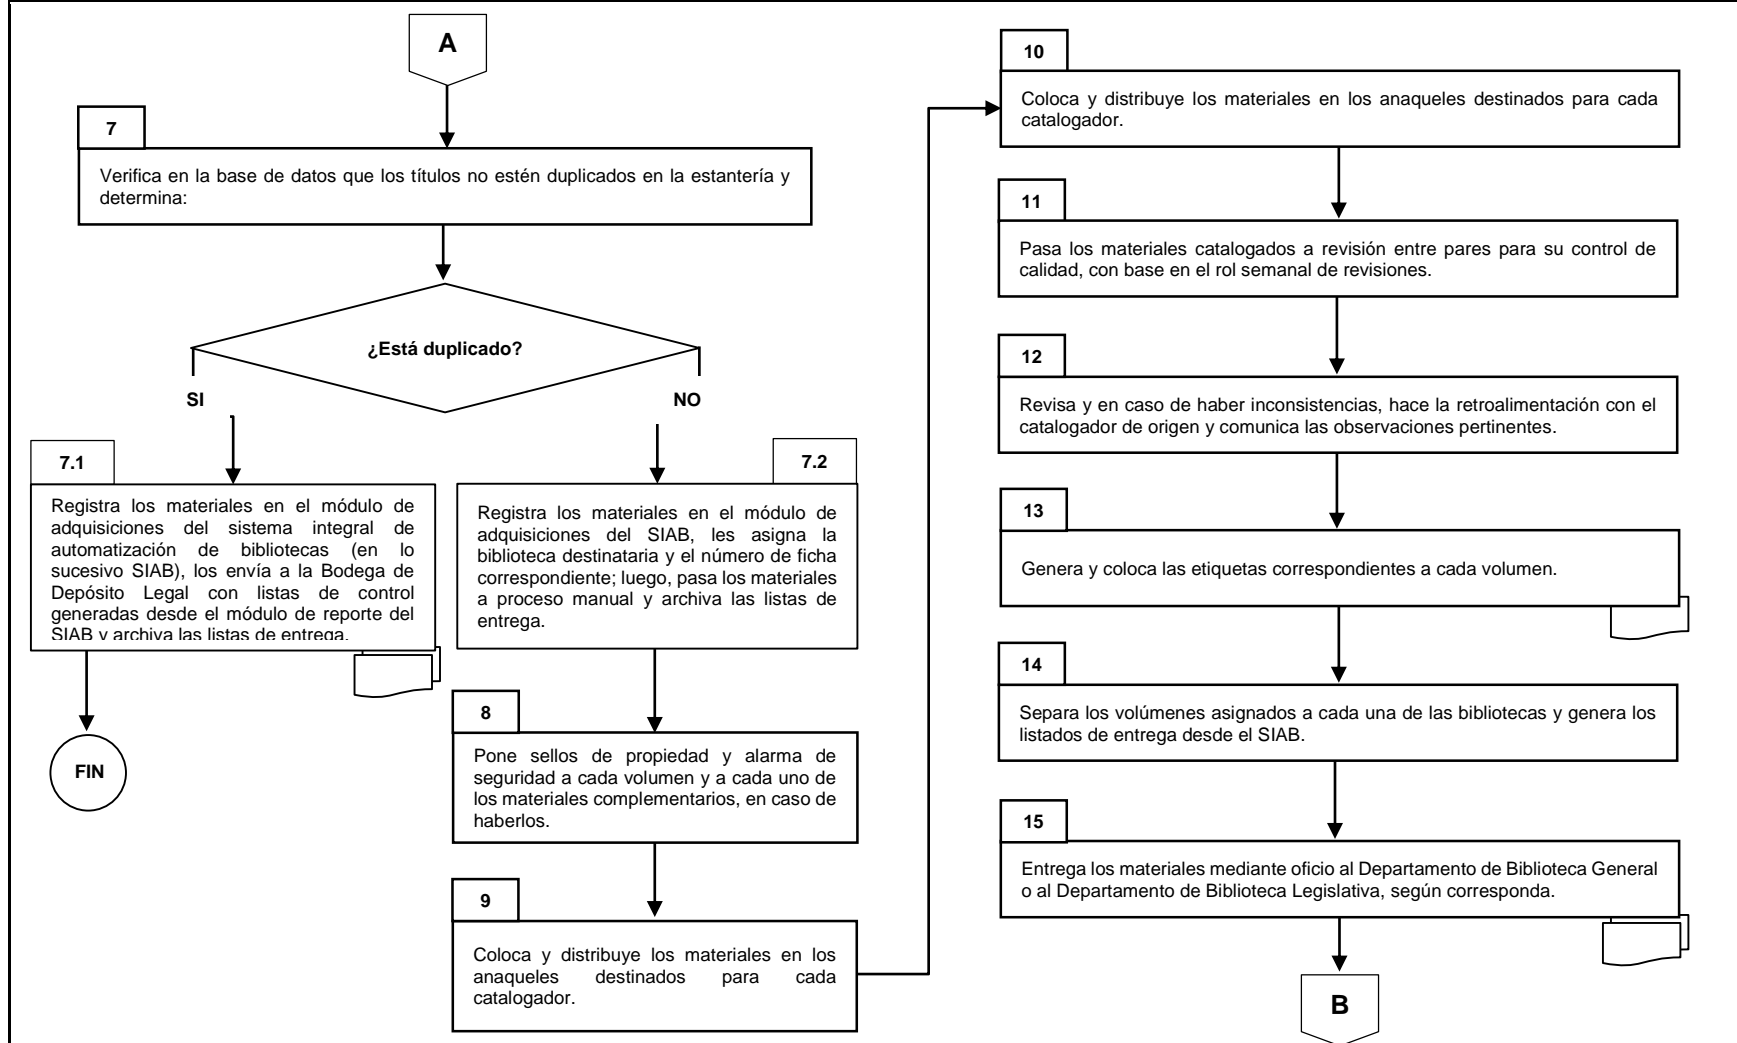 A
7
Verifica en la base de datos que los títulos no estén duplicados en la estantería y
determina:
¿Está duplicado?
SI
NO
7.1
Registra los materiales en el módulo de
adquisiciones del sistema integral de
automatización de bibliotecas (en lo
sucesivo SIAB), los envía a la Bodega de
Depósito Legal con listas de control
generadas desde el módulo de reporte del
SIAB y archiva las listas de entrega.
FIN
7.2
Registra los materiales en el módulo de
adquisiciones del SIAB, les asigna la
biblioteca destinataria y el número de ficha
correspondiente; luego, pasa los materiales
a proceso manual y archiva las listas de
entrega.
8
Pone sellos de propiedad y alarma de
seguridad a cada volumen y a cada uno de
los materiales complementarios, en caso de
haberlos.
9
Coloca y distribuye los materiales en los
anaqueles destinados para cada
catalogador.
10
Coloca y distribuye los materiales en los anaqueles destinados para cada
catalogador.
11
Pasa los materiales catalogados a revisión entre pares para su control de
calidad, con base en el rol semanal de revisiones.
12
Revisa y en caso de haber inconsistencias, hace la retroalimentación con el
catalogador de origen y comunica las observaciones pertinentes.
13
Genera y coloca las etiquetas correspondientes a cada volumen.
14
Separa los volúmenes asignados a cada una de las bibliotecas y genera los
listados de entrega desde el SIAB.
15
Entrega los materiales mediante oficio al Departamento de Biblioteca General
o al Departamento de Biblioteca Legislativa, según corresponda.
B